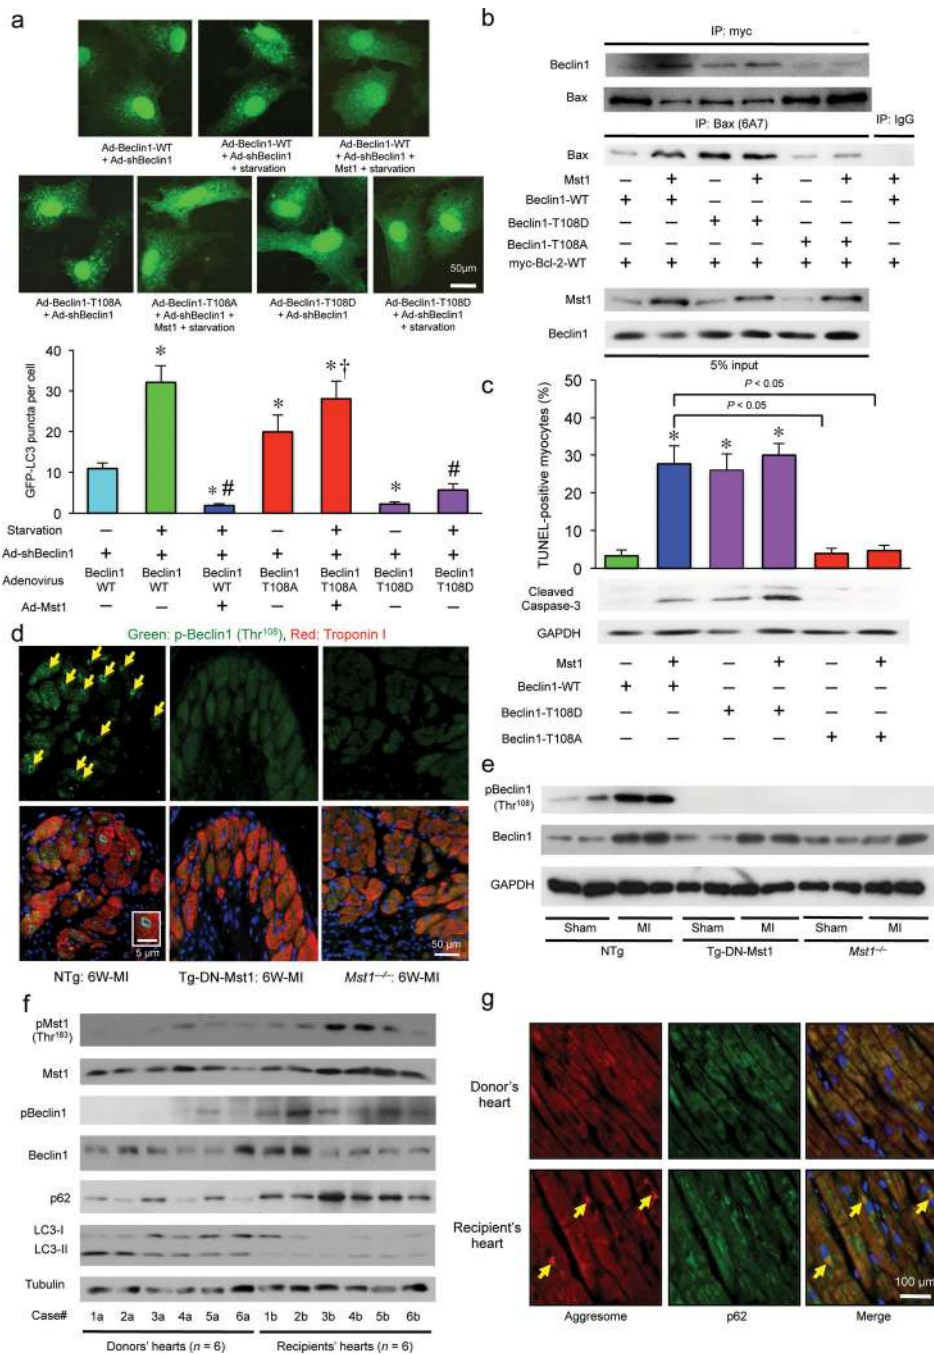 a
Ad-Beclin1-WT
+ Ad-shBeclin1
Ad-Beclin1-WT
+ Ad-shBeclin1
+ starvation
Ad-Beclin1-WT
+ Ad-shBeclin1 +
Mst1 + starvation
50µm
Ad-Beclin1-T108A
+ Ad-shBeclin1
Ad-Beclin1-T108A
+ Ad-shBeclin1 +
Mst1 + starvation
Ad-Beclin1-T108D
+ Ad-shBeclin1
Ad-Beclin1-T108D
+ Ad-shBeclin1
+ starvation
GFP-LC3 puncta per cell
40
30
20
10
0
* * # * * † * #
Starvation – + + – + – +
Ad-shBeclin1 + + + + + + +
Adenovirus Beclin1 WT Beclin1 WT Beclin1 WT Beclin1 T108A Beclin1 T108A Beclin1 T108D Beclin1 T108D
Ad-Mst1 – – + – + – –
b
IP: myc
Beclin1
Bax
IP: Bax (6A7)
IP: IgG
Bax
Mst1 – + – + – + +
Beclin1-WT + + – – – – +
Beclin1-T108D – – + + – – –
Beclin1-T108A – – – – + + –
myc-Bcl-2-WT + + + + + + +
Mst1
Beclin1
5% input
c
TUNEL-positive myocytes (%)
50
40
30
20
10
0
P < 0.05
P < 0.05
* * *
Cleaved
Caspase-3
GAPDH
Mst1 – + – + – +
Beclin1-WT + + – – – –
Beclin1-T108D – – + + – –
Beclin1-T108A – – – – + +
d
Green: p-Beclin1 (Thr108), Red: Troponin I
5 µm
50 µm
NTg: 6W-MI
Tg-DN-Mst1: 6W-MI
Mst1–/–: 6W-MI
e
pBeclin1
(Thr108)
Beclin1
GAPDH
Sham MI Sham MI Sham MI
NTg Tg-DN-Mst1 Mst1–/–
f
pMst1
(Thr183)
Mst1
pBeclin1
Beclin1
p62
LC3-I
LC3-II
Tubulin
Case# 1a 2a 3a 4a 5a 6a 1b 2b 3b 4b 5b 6b
Donors' hearts (n = 6) Recipients' hearts (n = 6)
g
Donor's
heart
Recipient's
heart
100 µm
Aggresome p62 Merge